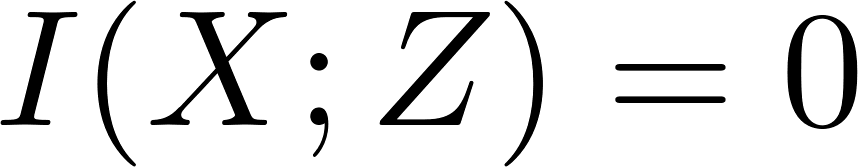 I(X; Z) = 0